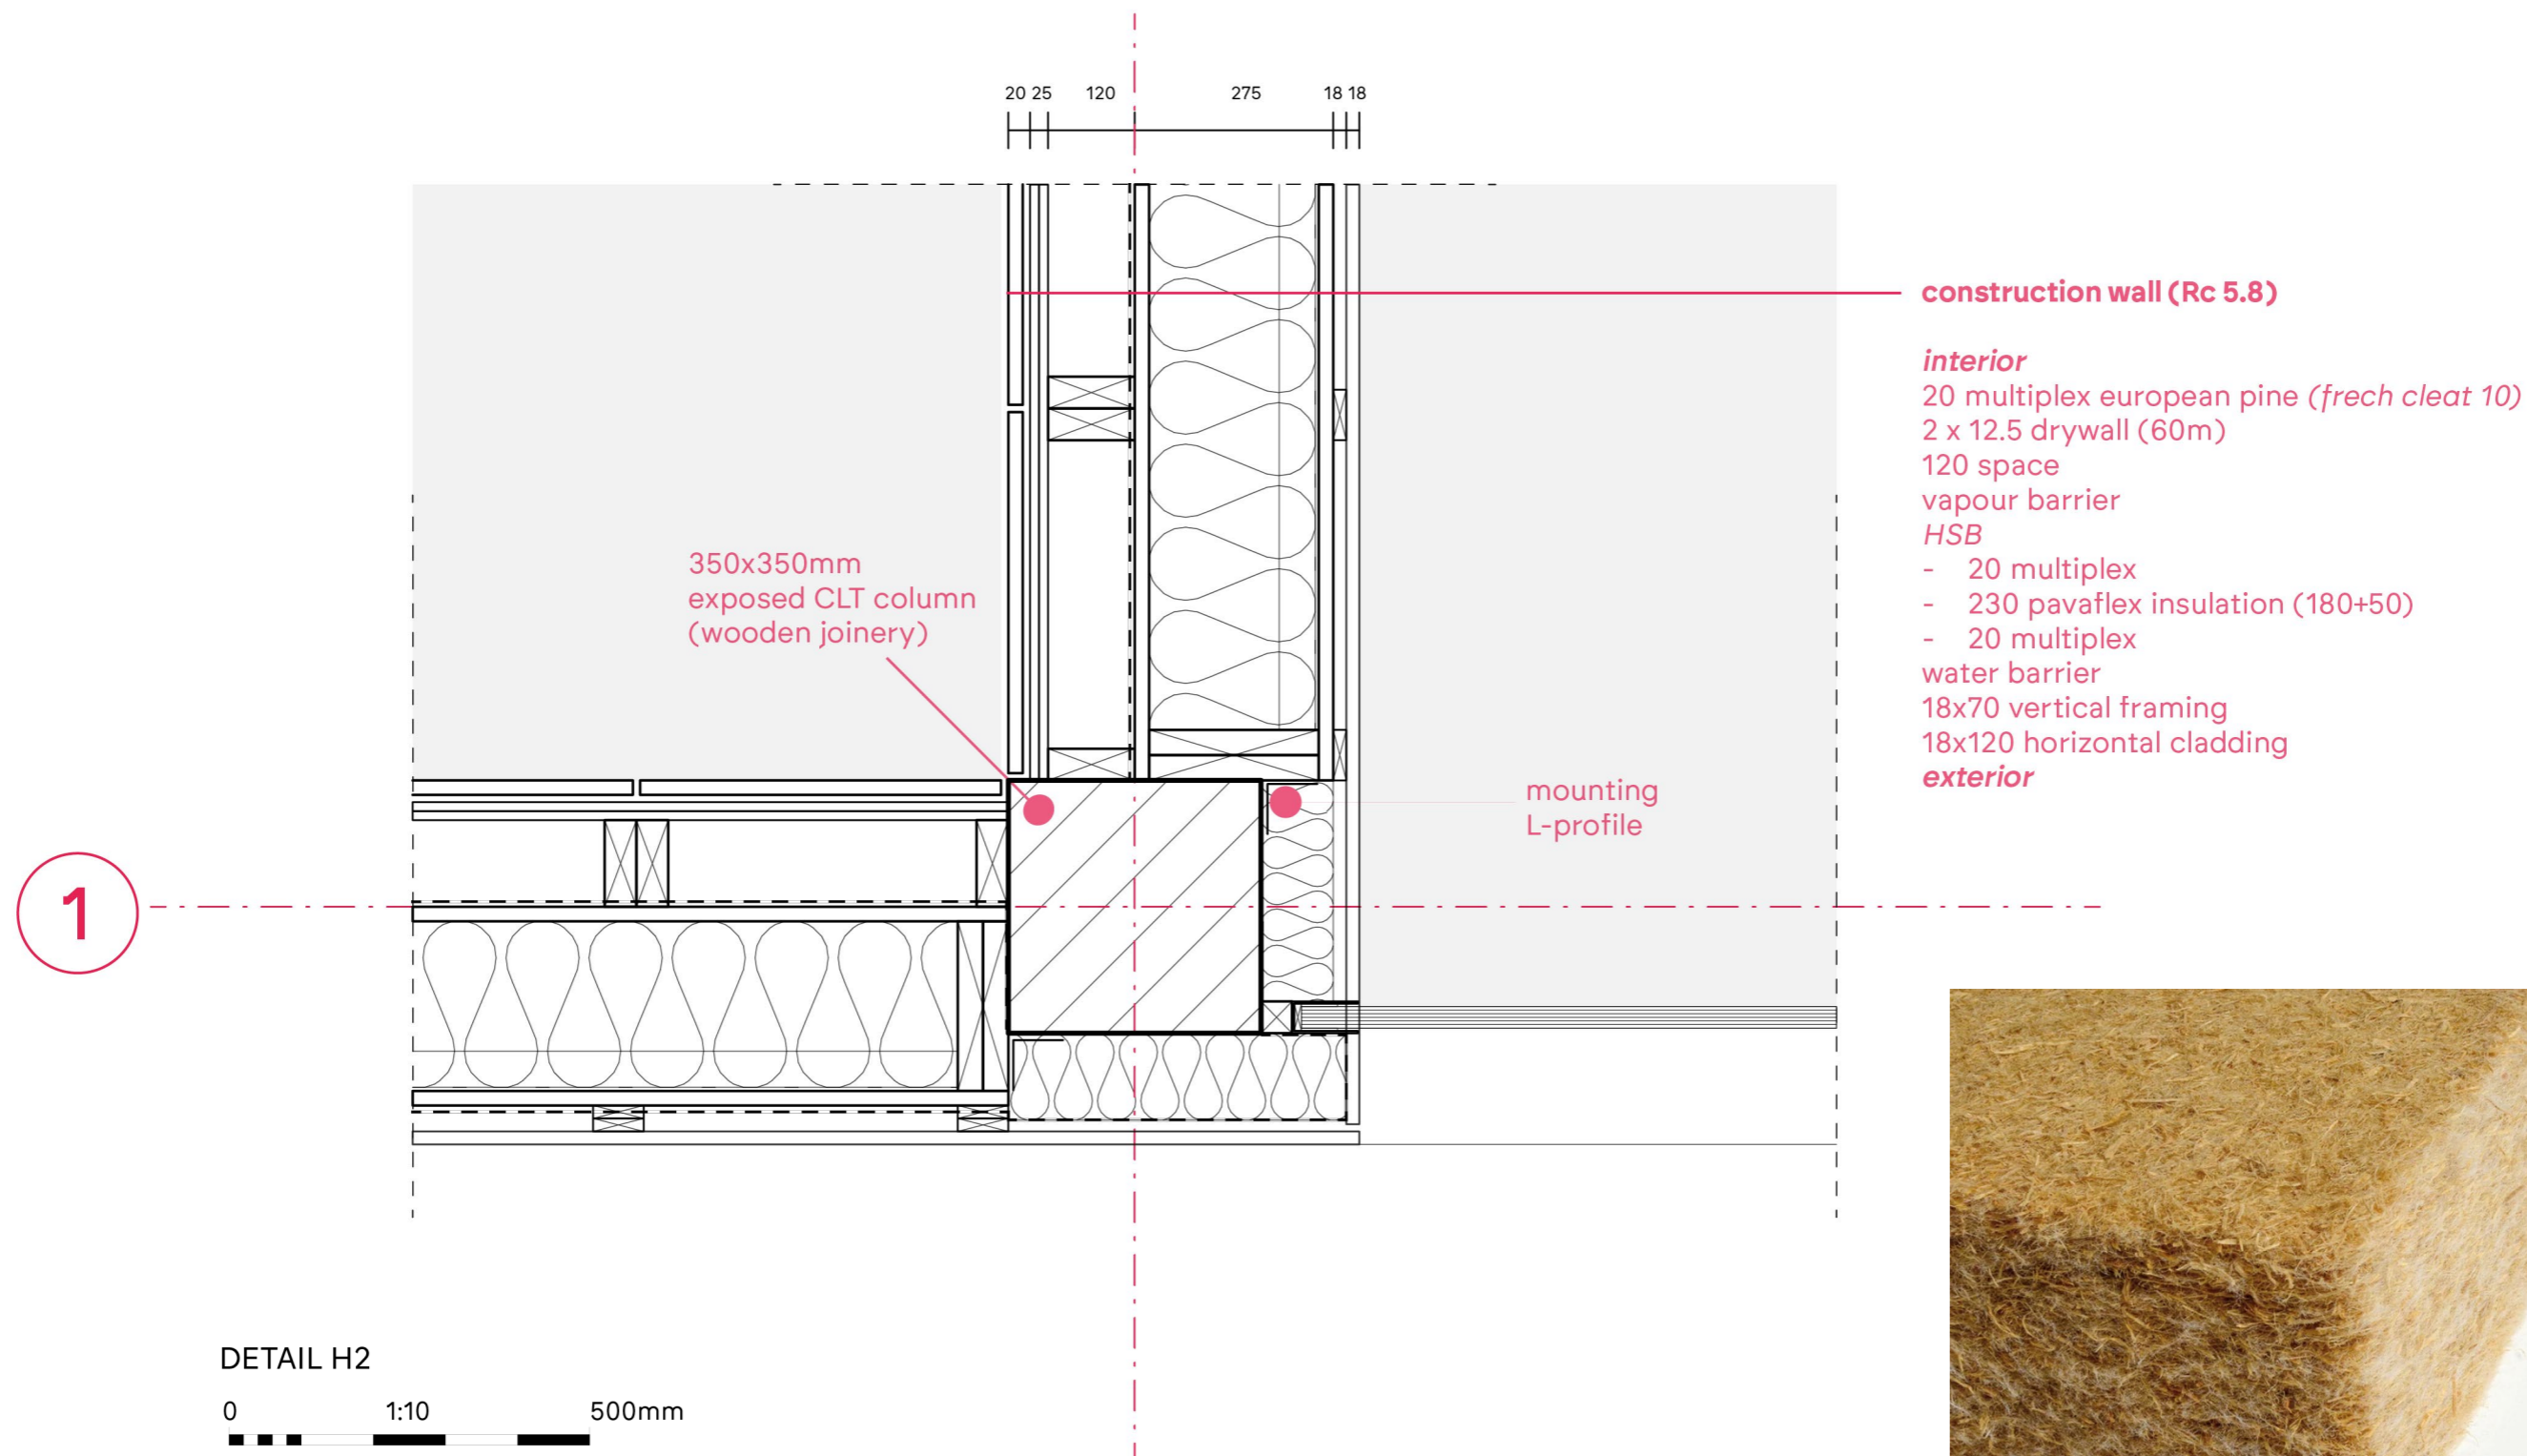 20 25 120 275 18 18
construction wall (Rc 5.8)
interior
20 multiplex european pine (frech cleat 10)
2 x 12.5 drywall (60m)
120 space
vapour barrier
HSB
- 20 multiplex
- 230 pavaflex insulation (180+50)
- 20 multiplex
water barrier
18x70 vertical framing
18x120 horizontal cladding
exterior
350x350mm
exposed CLT column
(wooden joinery)
mounting
L-profile
1
DETAIL H2
0 1:10 500mm